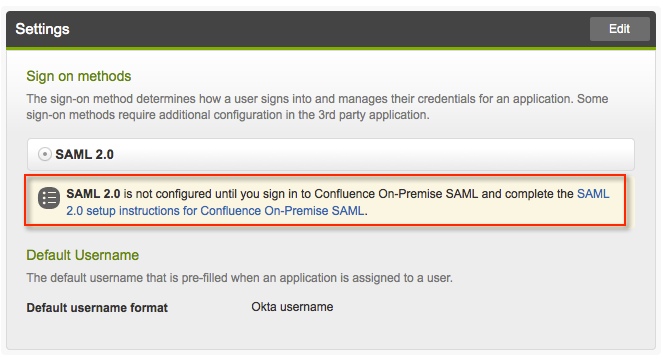 Settings
Edit
Sign on methods
The sign-on method determines how a user signs into and manages their credentials for an application. Some
sign-on methods require additional configuration in the 3rd party application.
SAML 2.0
SAML 2.0 is not configured until you sign in to Confluence On-Premise SAML and complete the SAML
2.0 setup instructions for Confluence On-Premise SAML.
Default Username
The default username that is pre-filled when an application is assigned to a user.
Default username format
Okta username